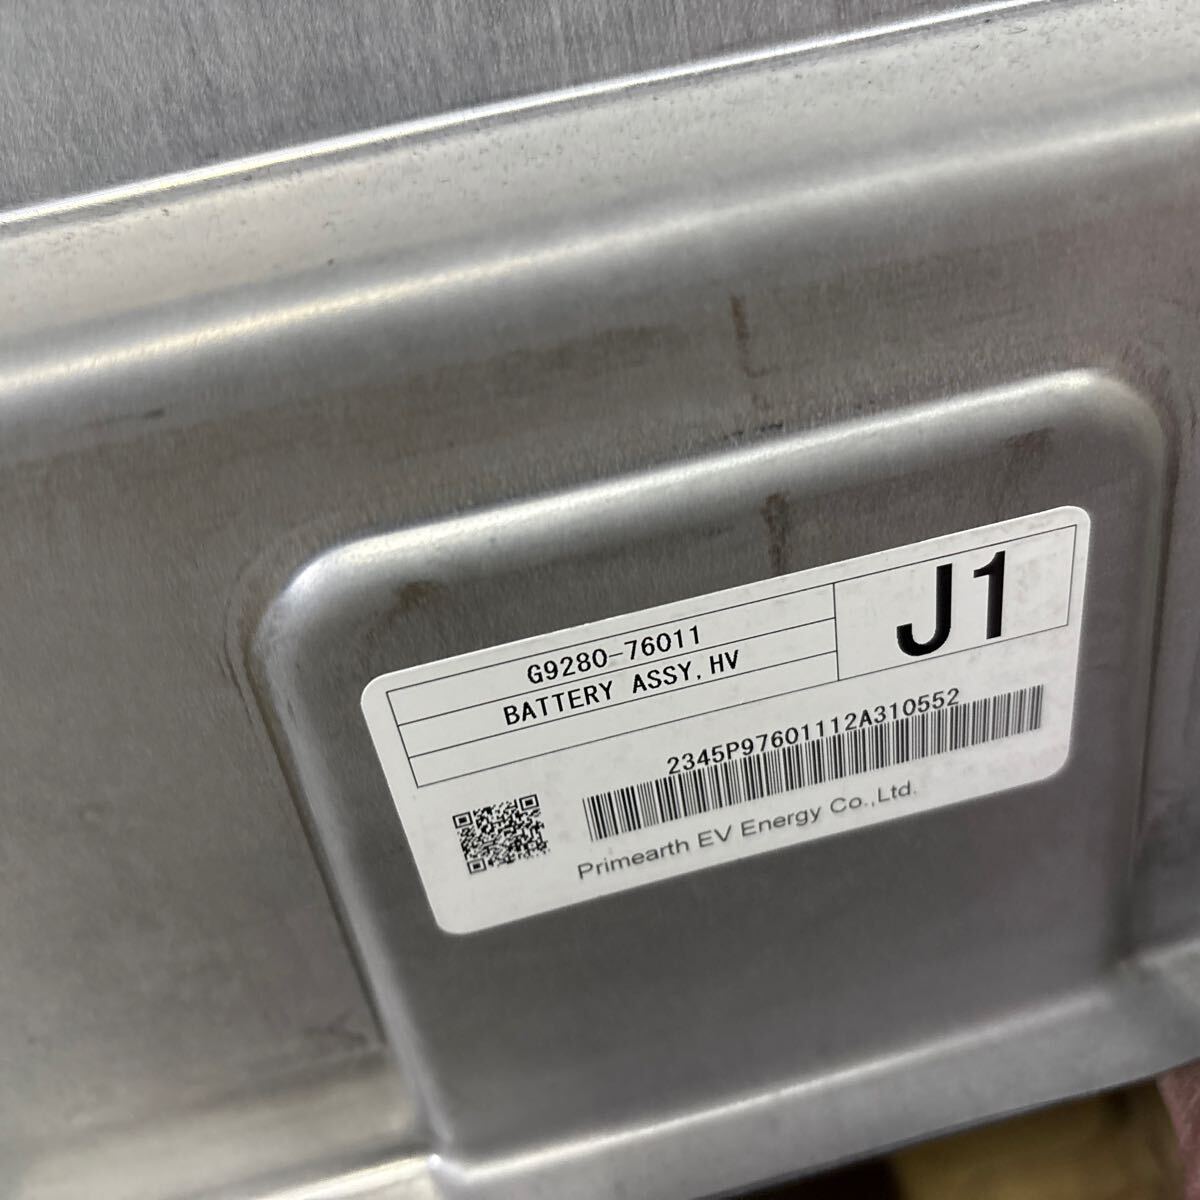 G9280-76011
BATTERY ASSY, HV
J1
2345P97601112A310552
Primearth EV Energy Co.,Ltd.